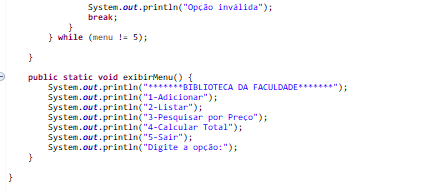 System.out.println("Opção inválida");
break;
}
} while (menu != 5);
}
public static void exibirMenu() {
System.out.println("*******BIBLIOTECA DA FACULDADE*******");
System.out.println("1-Adicionar");
System.out.println("2-Listar");
System.out.println("3-Pesquisar por Preço");
System.out.println("4-Calcular Total");
System.out.println("5-Sair");
System.out.println("Digite a opção:");
}
}